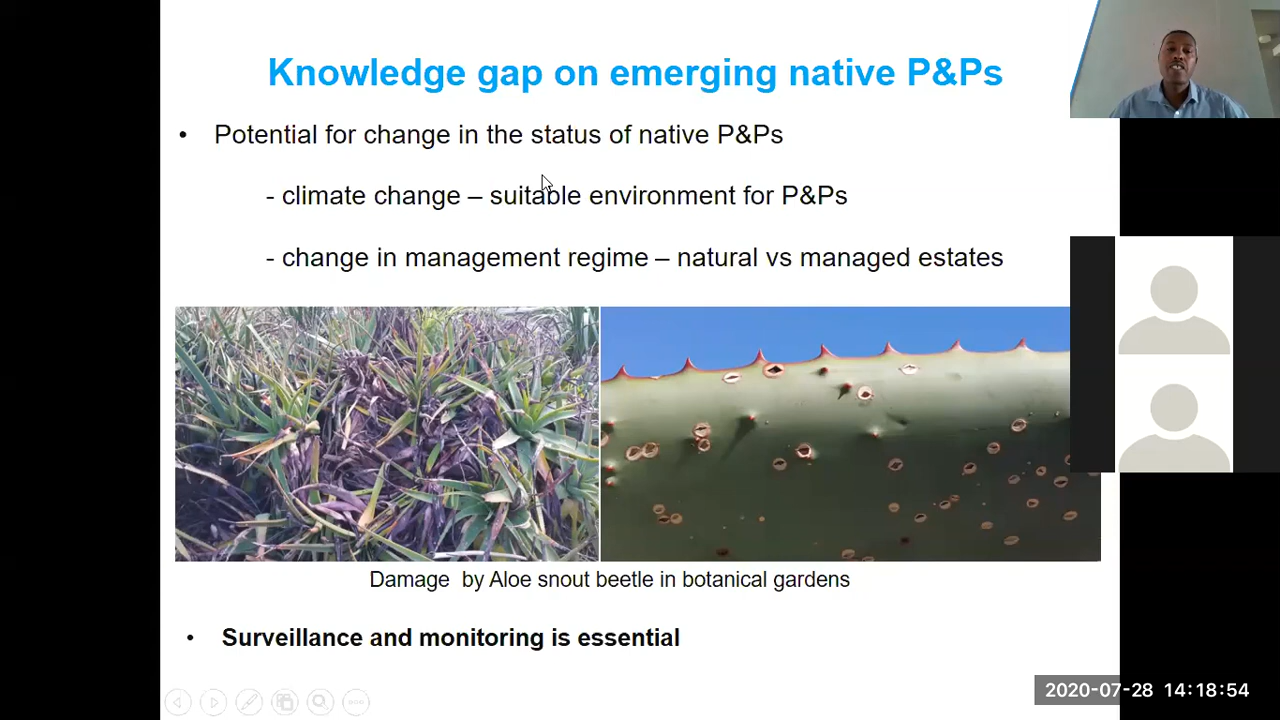 Knowledge gap on emerging native P&Ps
• Potential for change in the status of native P&Ps
- climate change – suitable environment for P&Ps
- change in management regime – natural vs managed estates
Damage by Aloe snout beetle in botanical gardens
• Surveillance and monitoring is essential
2020-07-28 14:18:54